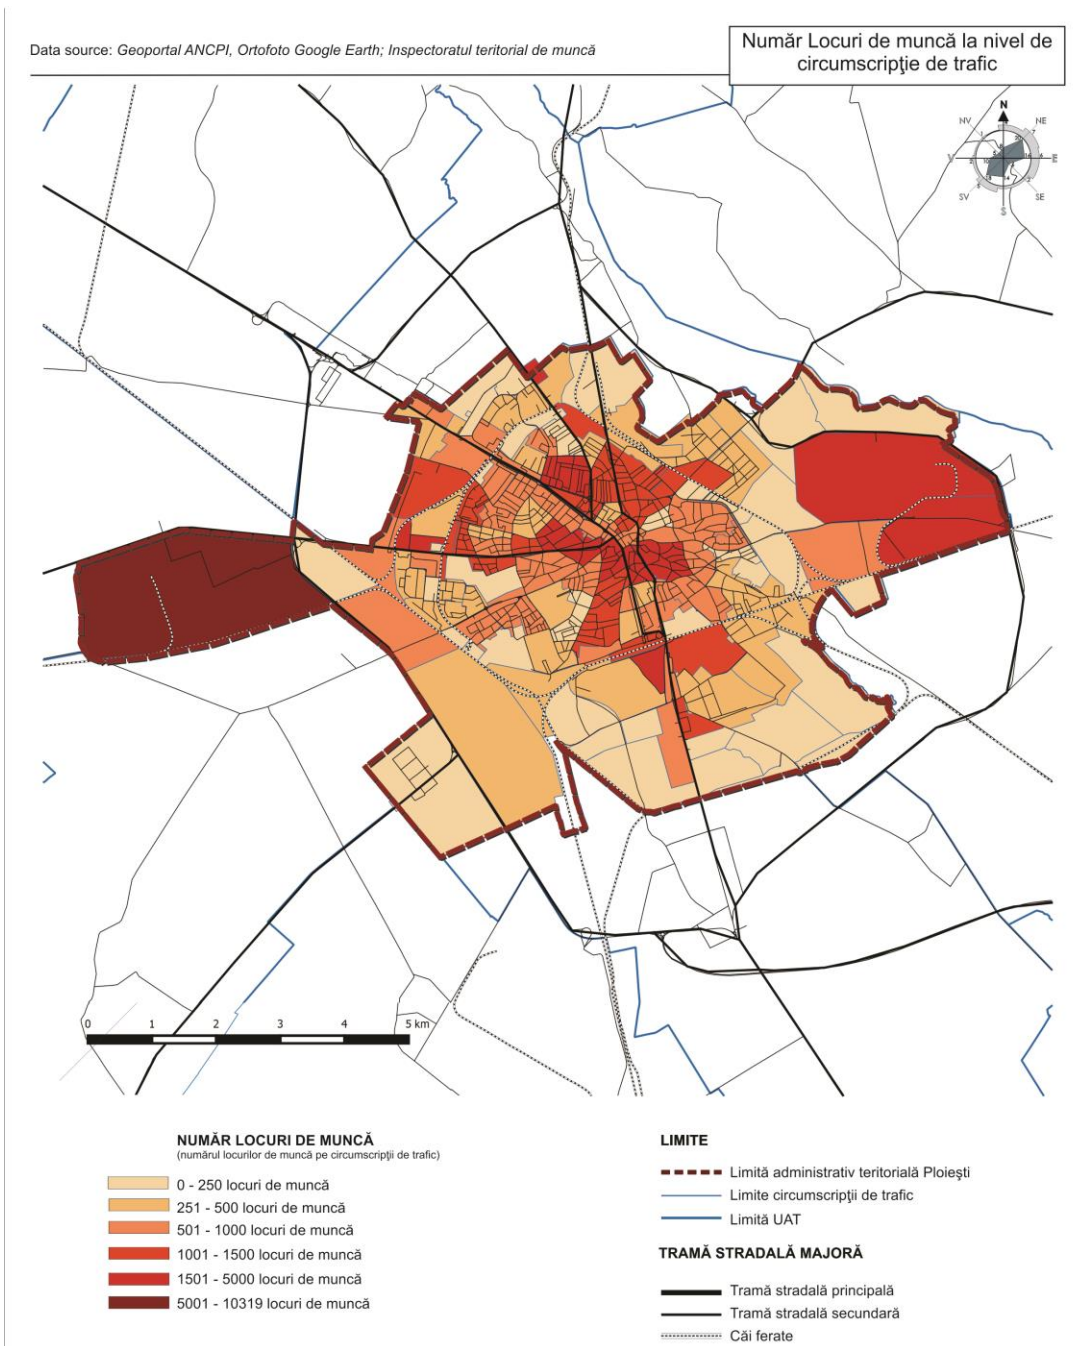 Data source: Geoportal ANCPI, Ortofoto Google Earth; Inspectoratul teritorial de muncă
Număr Locuri de muncă la nivel de
circumscripţie de trafic
N
NV
NE
V
E
SV
SE
S
0 1 2 3 4 5 km
NUMĂR LOCURI DE MUNCĂ
(numărul locurilor de muncă pe circumscripţii de trafic)
0 - 250 locuri de muncă
251 - 500 locuri de muncă
501 - 1000 locuri de muncă
1001 - 1500 locuri de muncă
1501 - 5000 locuri de muncă
5001 - 10319 locuri de muncă
LIMITE
Limită administrativ teritorială Ploieşti
Limite circumscripţii de trafic
Limită UAT
TRAMĂ STRADALĂ MAJORĂ
Tramă stradală principală
Tramă stradală secundară
Căi ferate